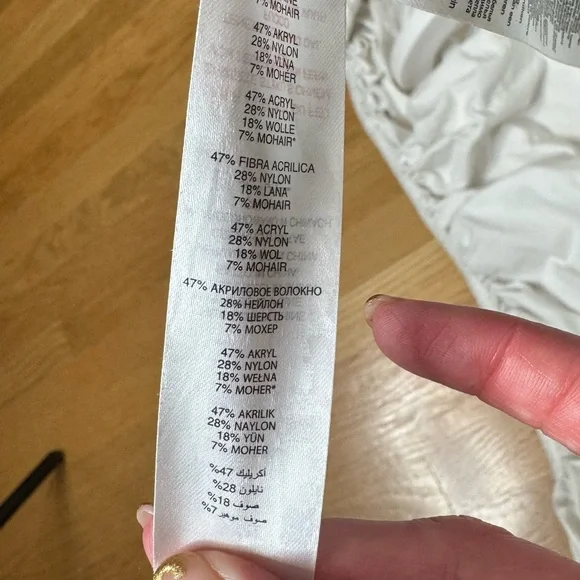 7% MOHAIR
47% AKRYL
28% NYLON
18% VLNA
7% MOHER
47% ACRYL
28% NYLON
18% WOLLE
7% MOHAIR*
47% FIBRA ACRILICA
28% NYLON
18% LANA
7% MOHAIR
47% ACRYL
28% NYLON
18% WOL
7% MOHAIR
47% АКРИЛОВОЕ ВОЛОКНО
28% НЕЙЛОН
18% ШЕРСТЬ
7% МОХЕР
47% AKRYL
28% NYLON
18% WEŁNA
7% MOHER*
47% AKRILIK
28% NAYLON
18% YÜN
7% MOHER
أكريليك 47%
نايلون 28%
صوف 18%
صوف موهير 7%